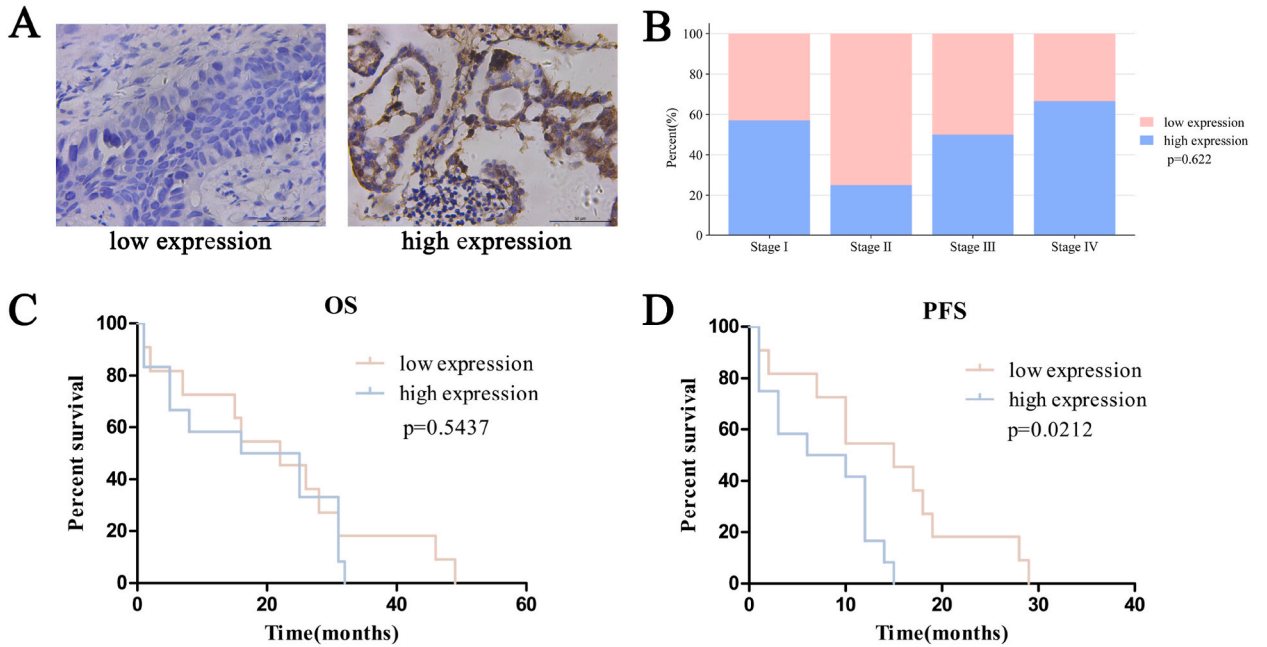 A
low expression
high expression
B
Percent(%)
100
80
60
40
20
0
Stage I
Stage II
Stage III
Stage IV
low expression
high expression
p=0.622
C
OS
Percent survival
100
80
60
40
20
0
0
20
40
60
Time(months)
low expression
high expression
p=0.5437
D
PFS
Percent survival
100
80
60
40
20
0
0
10
20
30
40
Time(months)
low expression
high expression
p=0.0212